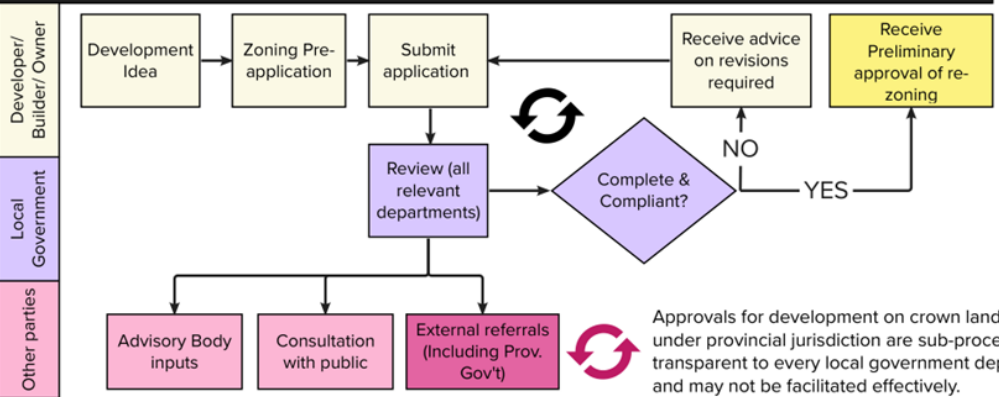 Developer/
Builder/ Owner
Development
Idea
Zoning Pre-
application
Submit
application
Receive advice
on revisions
required
Receive
Preliminary
approval of re-
zoning
NO
YES
Local
Government
Review (all
relevant
departments)
Complete &
Compliant?
Other parties
Advisory Body
inputs
Consultation
with public
External referrals
(Including Prov.
Gov't)
Approvals for development on crown land
under provincial jurisdiction are
transparent to every local government
and may not be facilitated effectively.